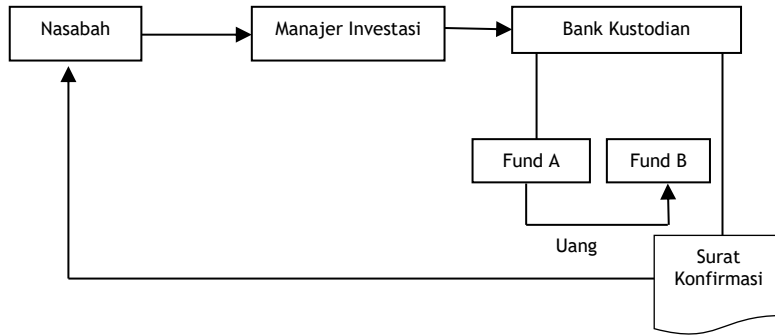 Nasabah
Manajer Investasi
Bank Kustodian
Fund A
Fund B
Uang
Surat
Konfirmasi